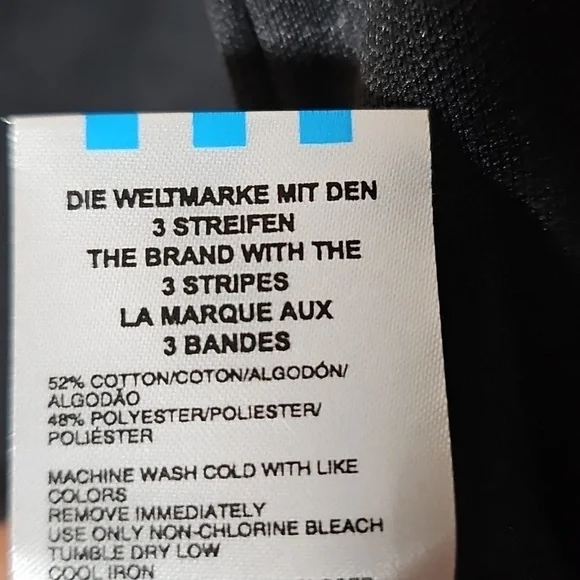 DIE WELTMARKE MIT DEN
3 STREIFEN
THE BRAND WITH THE
3 STRIPES
LA MARQUE AUX
3 BANDES
52% COTTON/COTON/ALGODÓN/
ALGODÃO
48% POLYESTER/POLIESTER/
POLIÉSTER
MACHINE WASH COLD WITH LIKE
COLORS
REMOVE IMMEDIATELY
USE ONLY NON-CHLORINE BLEACH
TUMBLE DRY LOW
COOL IRON